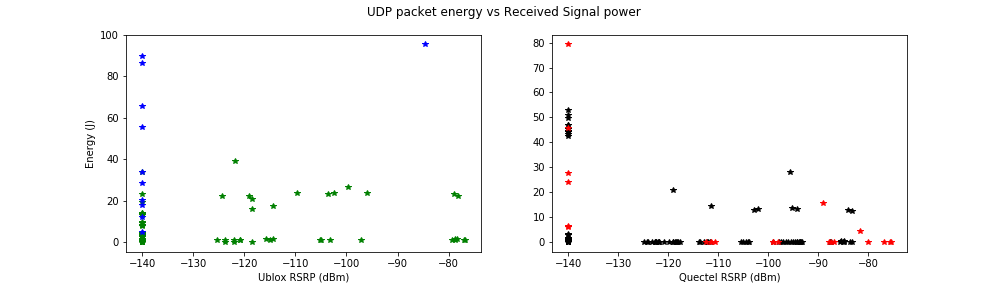 UDP packet energy vs Received Signal power
100
80
60
40
20
0
Energy (J)
−140 −130 −120 −110 −100 −90 −80
Ublox RSRP (dBm)
80
70
60
50
40
30
20
10
0
−140 −130 −120 −110 −100 −90 −80
Quectel RSRP (dBm)